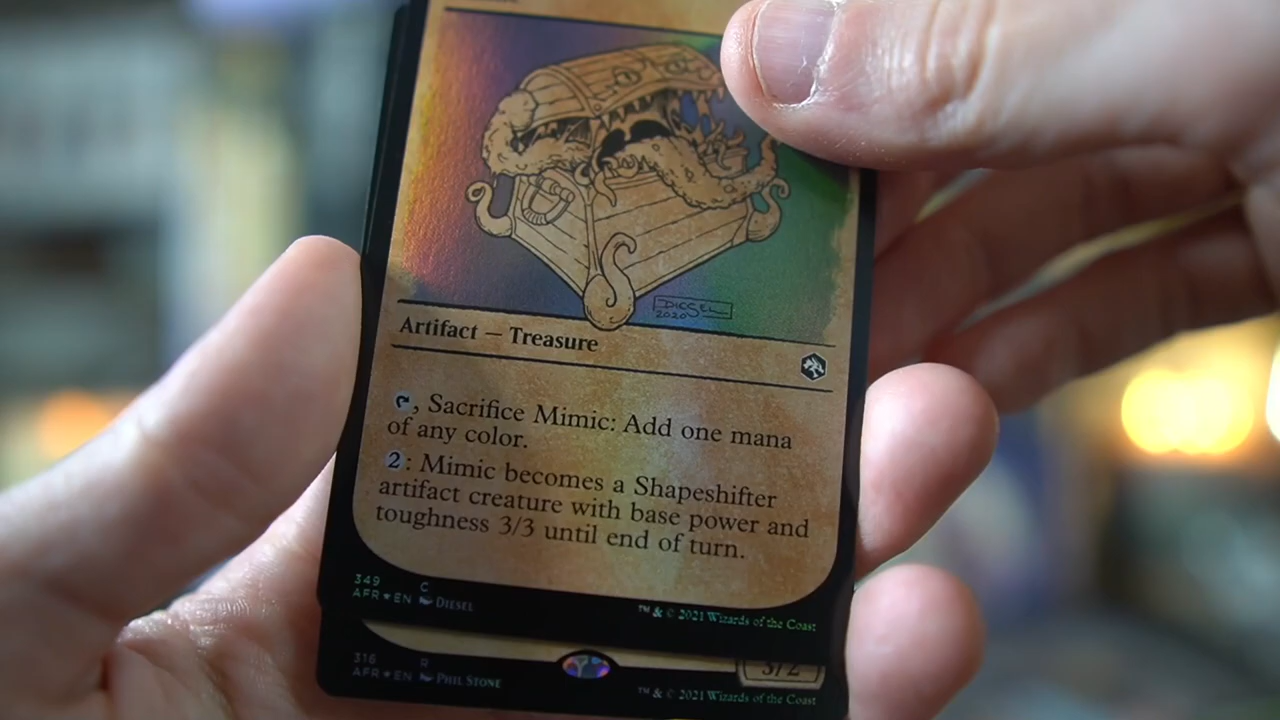 DIESEL
2020
Artifact — Treasure
, Sacrifice Mimic: Add one mana
of any color.
2: Mimic becomes a Shapeshifter
artifact creature with base power and
toughness 3/3 until end of turn.
349 C
AFR★EN DIESEL
™ & © 2021 Wizards of the Coast
3/2
316 R
AFR★EN PHIL STONE
™ & © 2021 Wizards of the Coast